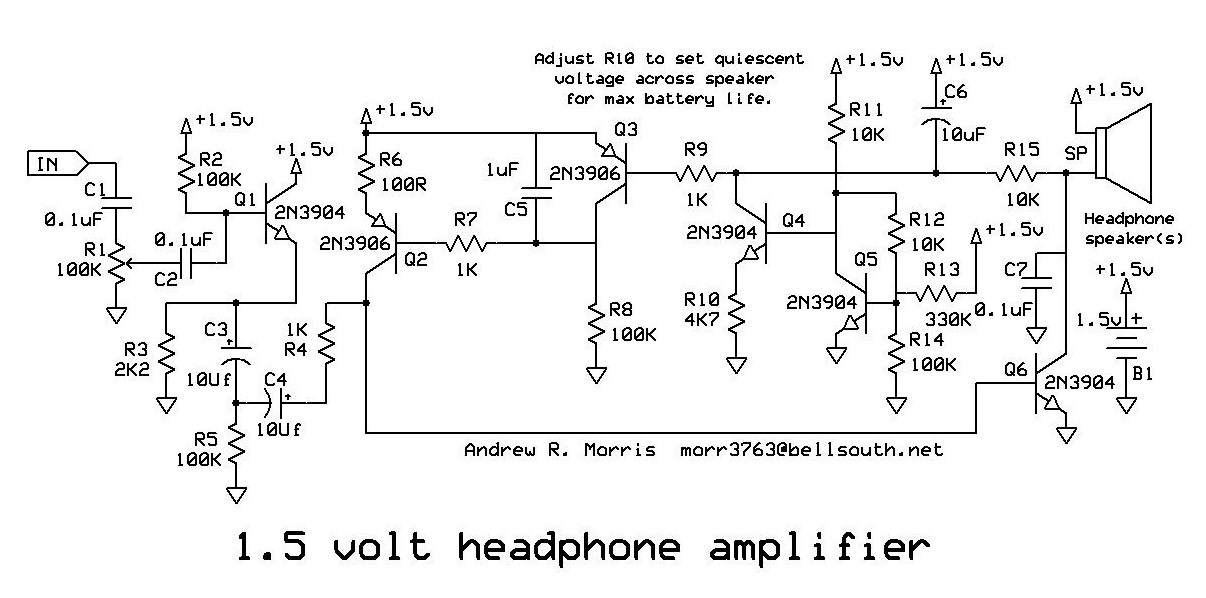 Adjust R10 to set quiescent
voltage across speaker
for max battery life.
+1.5v
+1.5v
+1.5v
+1.5v
+1.5v
+1.5v
IN
C1
0.1uF
R1
100K
R2
100K
0.1uF
C2
Q1
2N3904
R3
2K2
C3
10Uf
C4
10Uf
1K
R4
R5
100K
R6
100R
2N3906
Q2
R7
1K
1uF
C5
Q3
2N3906
R8
100K
R9
1K
2N3904
Q4
R10
4K7
R11
10K
C6
10uF
R12
10K
Q5
2N3904
R13
330K
+1.5v
R14
100K
R15
10K
SP
Headphone
speaker(s)
C7
0.1uF
+1.5v
1.5v +
B1
Q6
2N3904
Andrew R. Morris morr3763@bellsouth.net
1.5 volt headphone amplifier